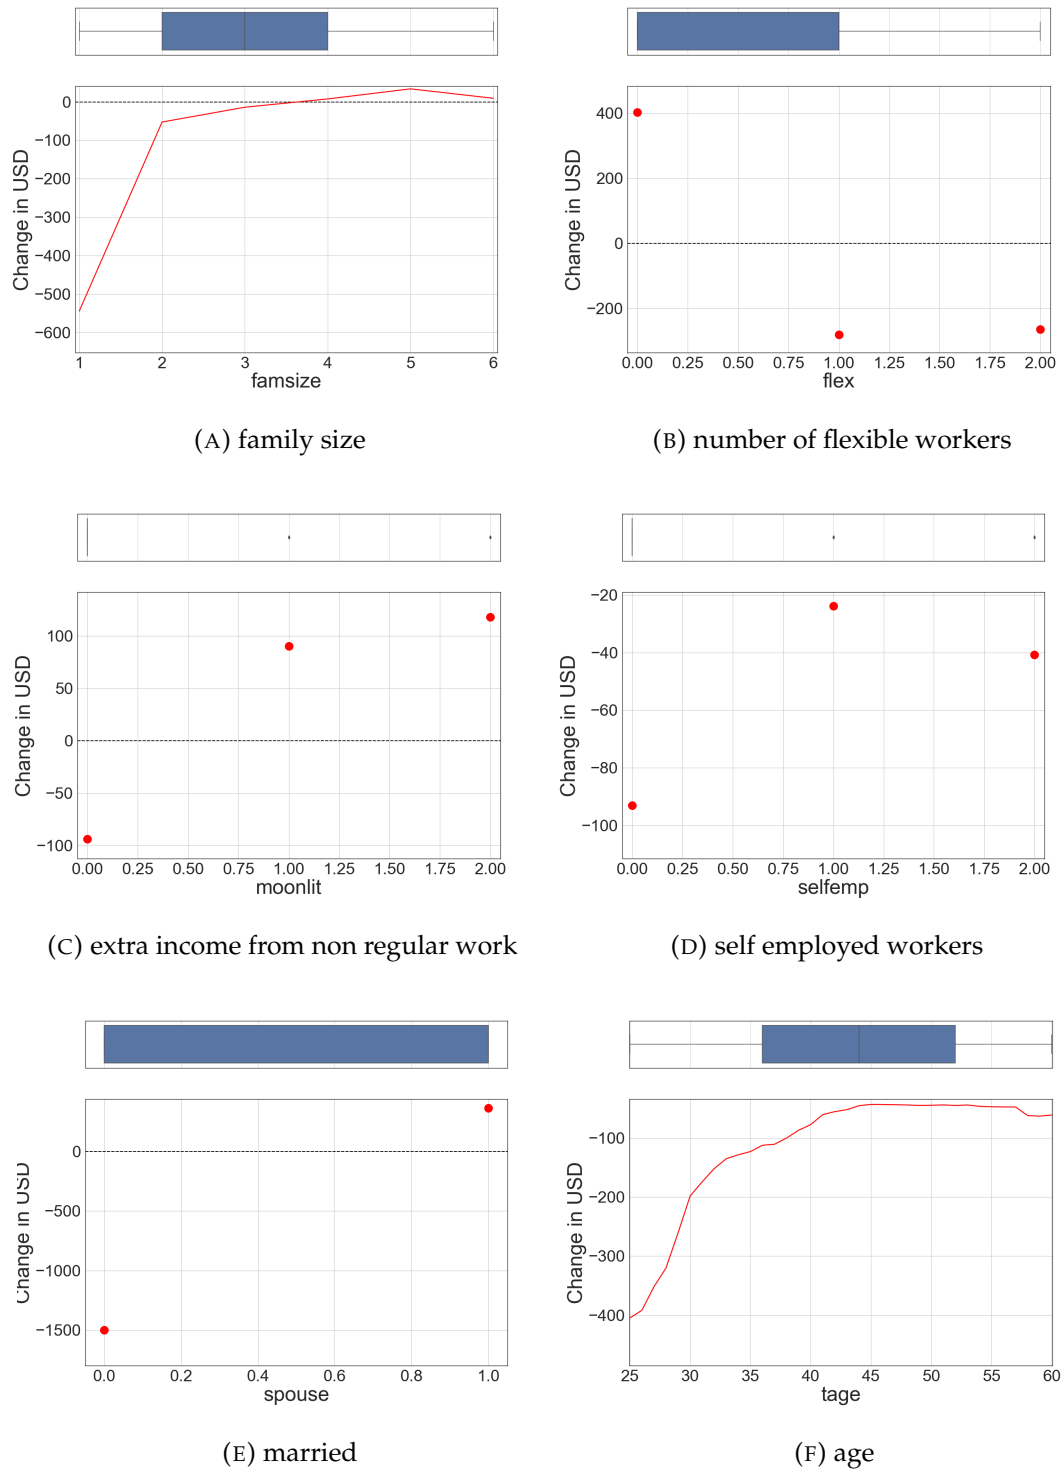 0
−100
−200
−300
−400
−500
−600
Change in USD
1 2 3 4 5 6
famsize
(A) family size
400
200
0
−200
Change in USD
0.00 0.25 0.50 0.75 1.00 1.25 1.50 1.75 2.00
flex
(B) number of flexible workers
100
50
0
−50
−100
Change in USD
0.00 0.25 0.50 0.75 1.00 1.25 1.50 1.75 2.00
moonlit
(C) extra income from non regular work
−20
−40
−60
−80
−100
Change in USD
0.00 0.25 0.50 0.75 1.00 1.25 1.50 1.75 2.00
selfemp
(D) self employed workers
0
−500
−1000
−1500
Change in USD
0.0 0.2 0.4 0.6 0.8 1.0
spouse
(E) married
−100
−200
−300
−400
Change in USD
25 30 35 40 45 50 55 60
tage
(F) age